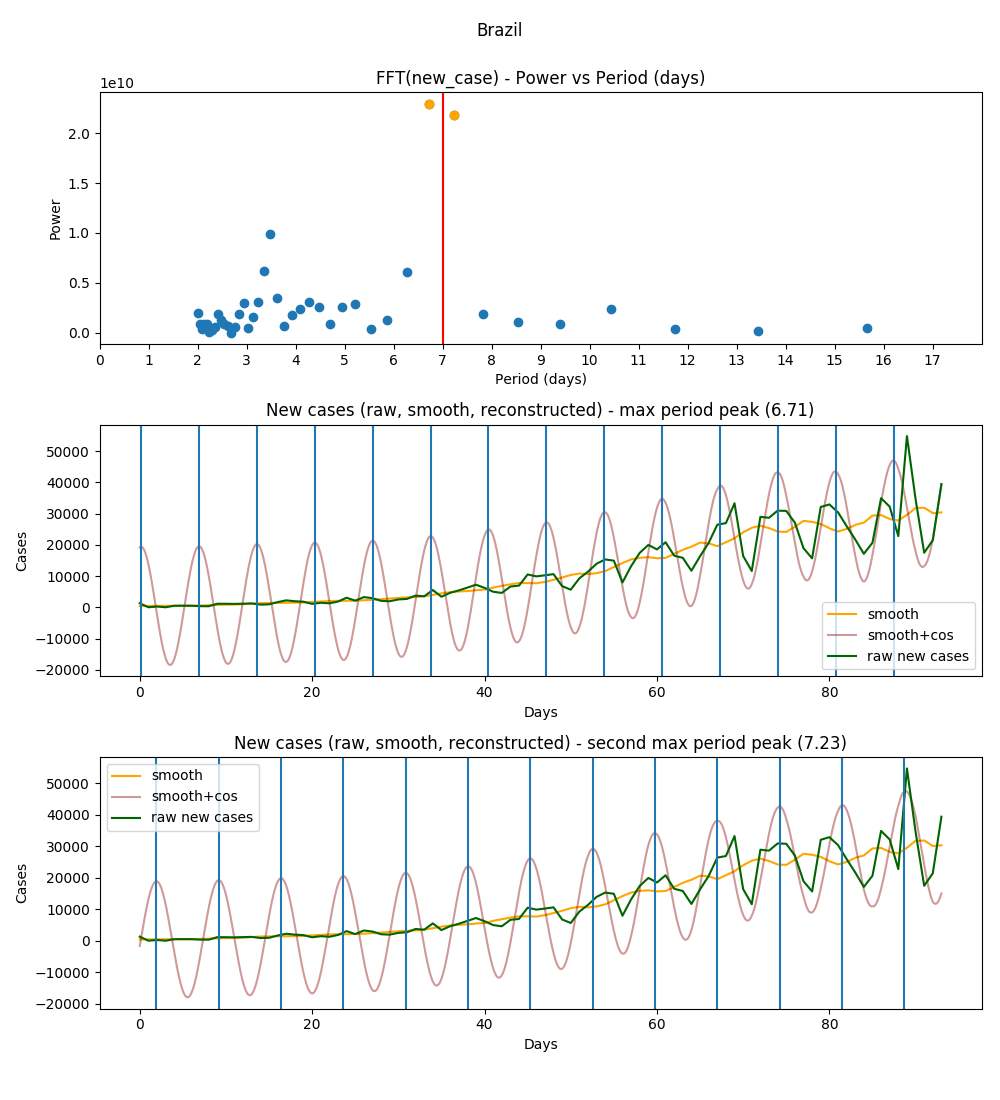 Brazil
FFT(new_case) - Power vs Period (days)
1e10
2.0
1.5
1.0
0.5
0.0
Power
0 1 2 3 4 5 6 7 8 9 10 11 12 13 14 15 16 17
Period (days)
New cases (raw, smooth, reconstructed) - max period peak (6.71)
50000
40000
30000
20000
10000
0
−10000
−20000
Cases
smooth
smooth+cos
raw new cases
0 20 40 60 80
Days
New cases (raw, smooth, reconstructed) - second max period peak (7.23)
smooth
smooth+cos
raw new cases
50000
40000
30000
20000
10000
0
−10000
−20000
Cases
0 20 40 60 80
Days